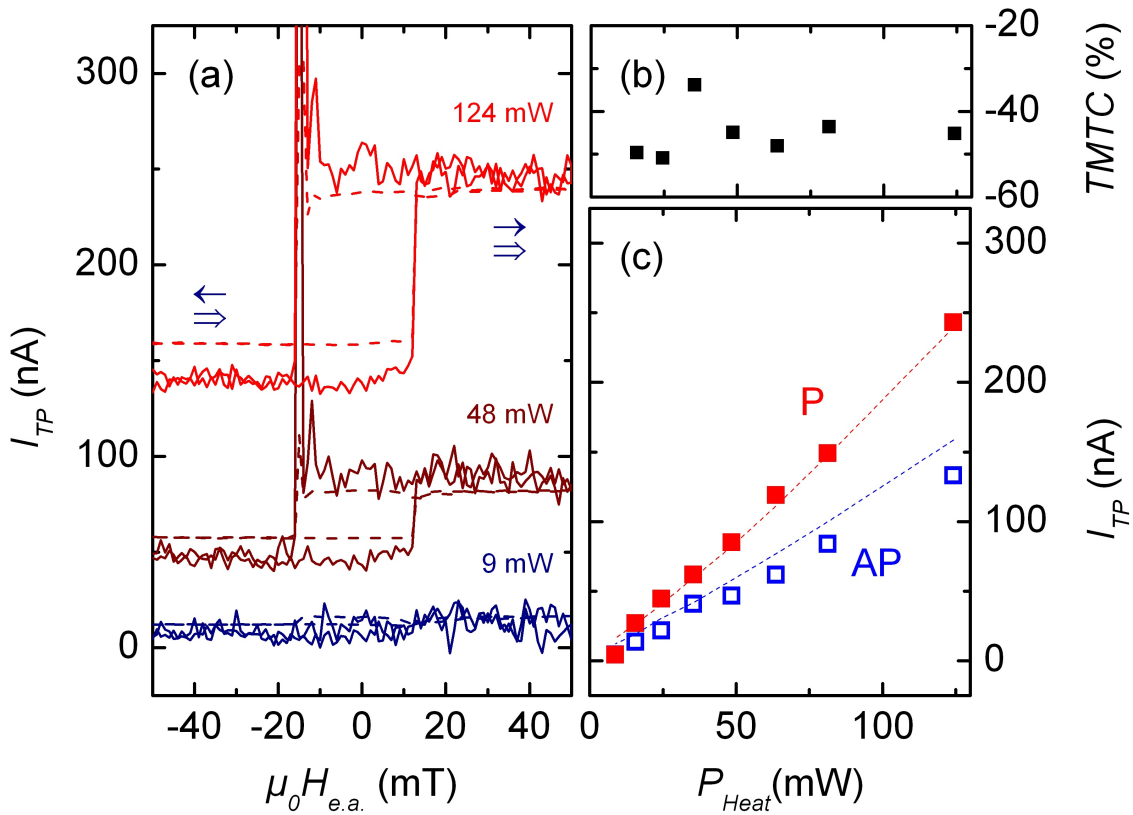 (a)
300
200
100
0
124 mW
48 mW
9 mW
I_TP (nA)
-40 -20 0 20 40
μ₀H_e.a. (mT)
(b)
-20
-40
-60
TMTC (%)
(c)
P
AP
300
200
100
0
I_TP (nA)
0 50 100
P_Heat (mW)